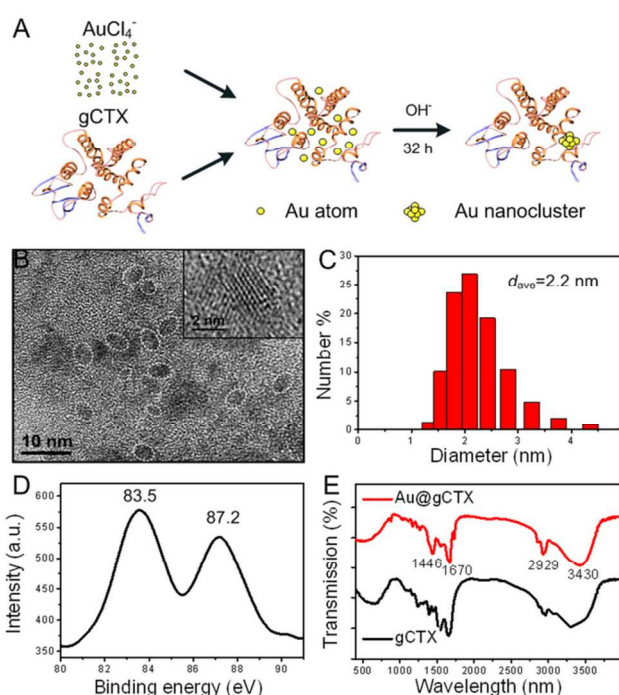 A
AuCl₄⁻
gCTX
OH⁻
32 h
Au atom
Au nanocluster
B
2 nm
10 nm
C
Number %
30
25
20
15
10
5
0
d_ave=2.2 nm
0 1 2 3 4
Diameter (nm)
D
Intensity (a.u.)
600
550
500
450
400
350
83.5
87.2
80 82 84 86 88 90
Binding energy (eV)
E
Transmission (%)
Au@gCTX
1446
1670
2929
3430
gCTX
500 1000 1500 2000 2500 3000 3500
Wavelength (nm)